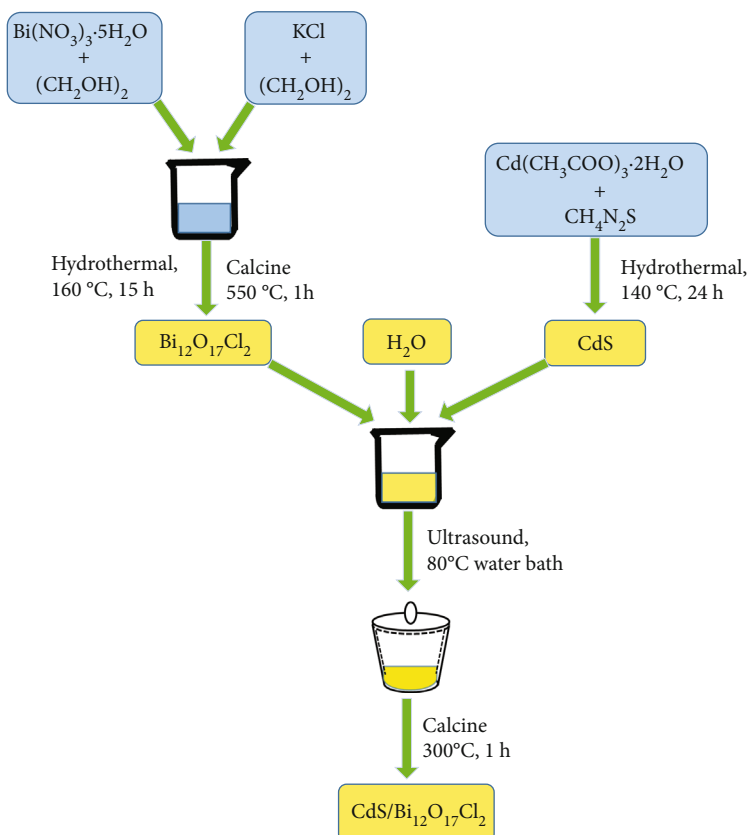 Bi(NO₃)₃·5H₂O
+
(CH₂OH)₂
KCl
+
(CH₂OH)₂
Cd(CH₃COO)₃·2H₂O
+
CH₄N₂S
Hydrothermal,
160 °C, 15 h
Calcine
550 °C, 1h
Hydrothermal,
140 °C, 24 h
Bi₁₂O₁₇Cl₂
H₂O
CdS
Ultrasound,
80°C water bath
Calcine
300°C, 1 h
CdS/Bi₁₂O₁₇Cl₂